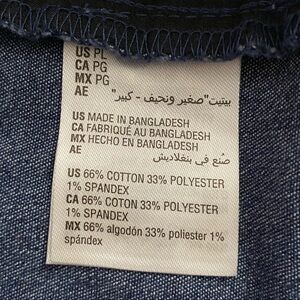 US PL
CA PG
MX PG
AE بيتيت"صغير ونحيف - كبير"
US MADE IN BANGLADESH
CA FABRIQUÉ AU BANGLADESH
MX HECHO EN BANGLADESH
AE صُنع في بنغلاديش
US 66% COTTON 33% POLYESTER
1% SPANDEX
CA 66% COTON 33% POLYESTER
1% SPANDEX
MX 66% algodón 33% poliester 1%
spándex